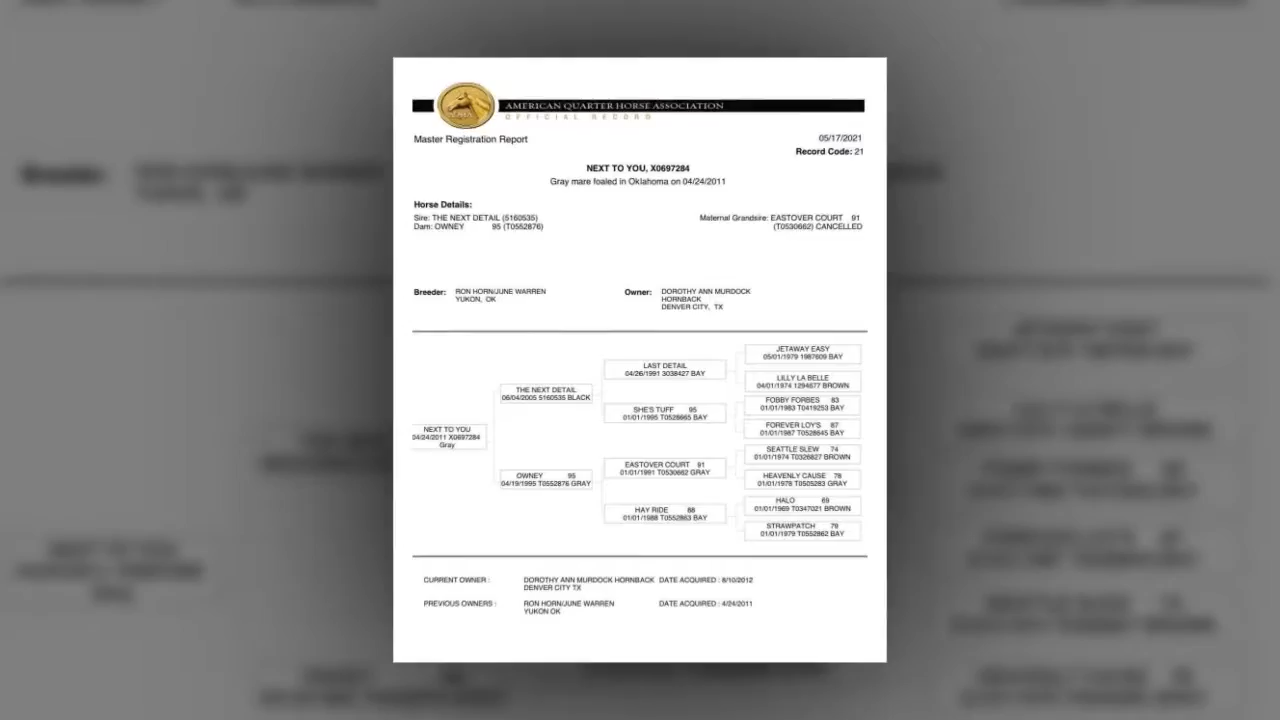 AMERICAN QUARTER HORSE ASSOCIATION
OFFICIAL RECORD
Master Registration Report
05/17/2021
Record Code: 21
NEXT TO YOU, X0697284
Gray mare foaled in Oklahoma on 04/24/2011
Horse Details:
Sire: THE NEXT DETAIL (5160535)
Dam: OWNEY 95 (T0552876)
Maternal Grandsire: EASTOVER COURT 91
(T0530662) CANCELLED
Breeder: RON HORN/JUNE WARREN
YUKON, OK
Owner: DOROTHY ANN MURDOCK
HORNBACK
DENVER CITY, TX
NEXT TO YOU
04/24/2011 X0697284
Gray
THE NEXT DETAIL
06/04/2005 5160535 BLACK
OWNEY 95
04/19/1995 T0552876 GRAY
LAST DETAIL
04/26/1991 3038427 BAY
SHE'S TUFF 95
01/01/1995 T0528665 BAY
EASTOVER COURT 91
01/01/1991 T0530662 GRAY
HAY RIDE 88
01/01/1988 T0552863 BAY
JETAWAY EASY
05/01/1979 1987609 BAY
LILLY LA BELLE
04/01/1974 1294677 BROWN
FOBBY FORBES 83
01/01/1983 T0419253 BAY
FOREVER LOY'S 87
01/01/1987 T0528645 BAY
SEATTLE SLEW 74
01/01/1974 T0326827 BROWN
HEAVENLY CAUSE 78
01/01/1978 T0505283 GRAY
HALO 69
01/01/1969 T0347021 BROWN
STRAWPATCH 79
01/01/1979 T0552862 BAY
CURRENT OWNER : DOROTHY ANN MURDOCK HORNBACK DATE ACQUIRED : 8/10/2012
DENVER CITY TX
PREVIOUS OWNERS : RON HORN/JUNE WARREN DATE ACQUIRED : 4/24/2011
YUKON OK